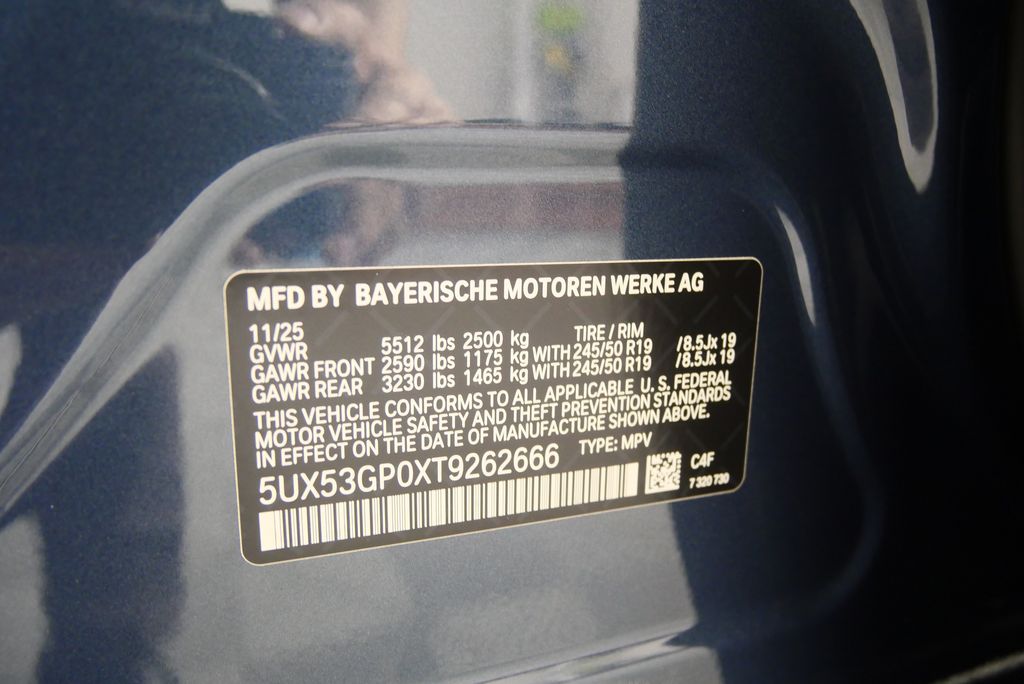 MFD BY BAYERISCHE MOTOREN WERKE AG
11/25 TIRE / RIM
GVWR 5512 lbs 2500 kg
GAWR FRONT 2590 lbs 1175 kg WITH 245/50 R19 /8.5Jx 19
GAWR REAR 3230 lbs 1465 kg WITH 245/50 R19 /8.5Jx 19
THIS VEHICLE CONFORMS TO ALL APPLICABLE U. S. FEDERAL
MOTOR VEHICLE SAFETY AND THEFT PREVENTION STANDARDS
IN EFFECT ON THE DATE OF MANUFACTURE SHOWN ABOVE.
5UX53GP0XT9262666 TYPE: MPV
C4F
7 320 730